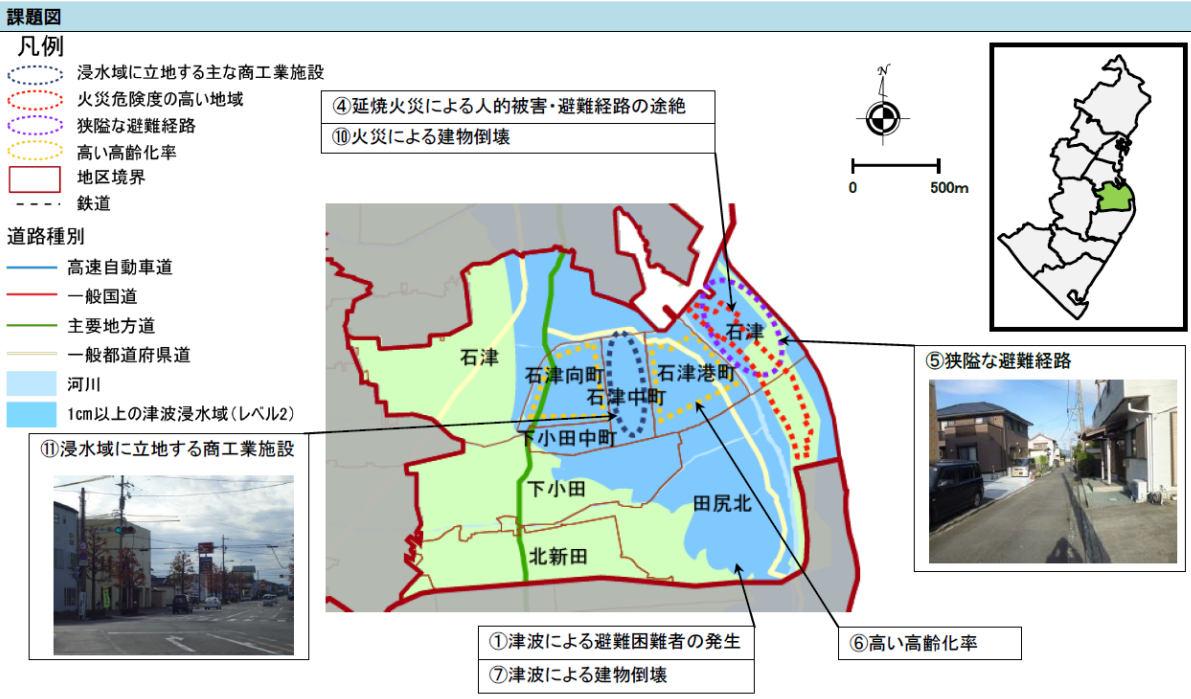 課題図
凡例
浸水域に立地する主な商工業施設
火災危険度の高い地域
狭隘な避難経路
高い高齢化率
地区境界
鉄道
道路種別
高速自動車道
一般国道
主要地方道
一般都道府県道
河川
1cm以上の津波浸水域(レベル2)
④延焼火災による人的被害・避難経路の途絶
⑩火災による建物倒壊
N
0 500m
石津
石津
石津向町
石津港町
石津中町
下小田中町
下小田
田尻北
北新田
⑤狭隘な避難経路
⑪浸水域に立地する商工業施設
①津波による避難困難者の発生
⑦津波による建物倒壊
⑥高い高齢化率